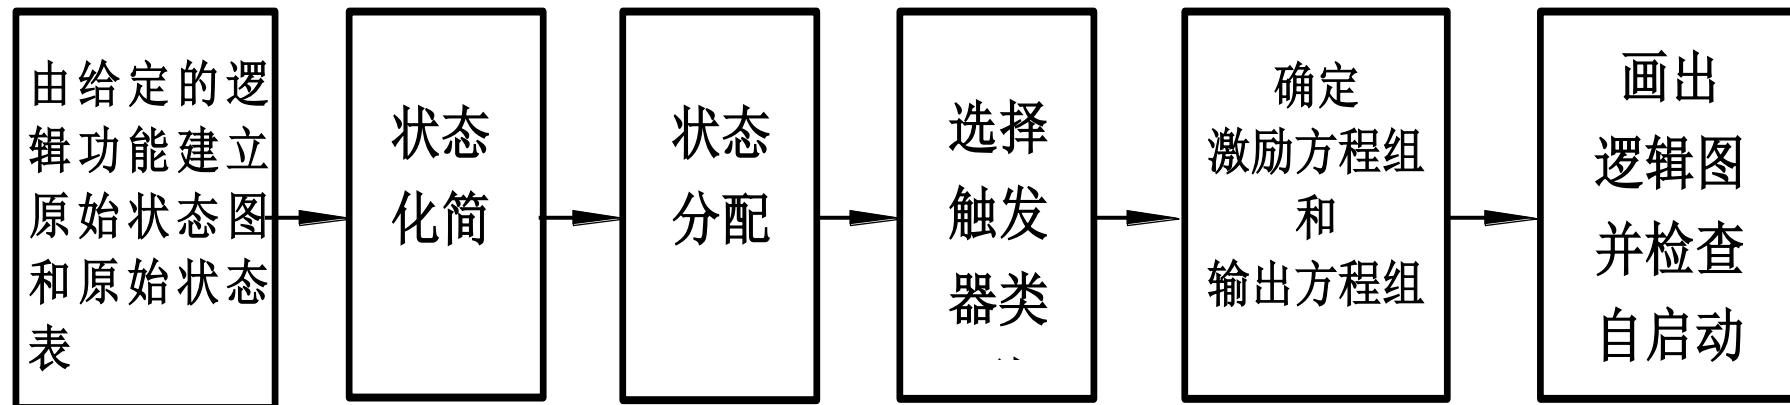 由给定的逻
辑功能建立
原始状态图
和原始状态
表
状态
化简
状态
分配
选择
触发
器类
确定
激励方程组
和
输出方程组
画出
逻辑图
并检查
自启动